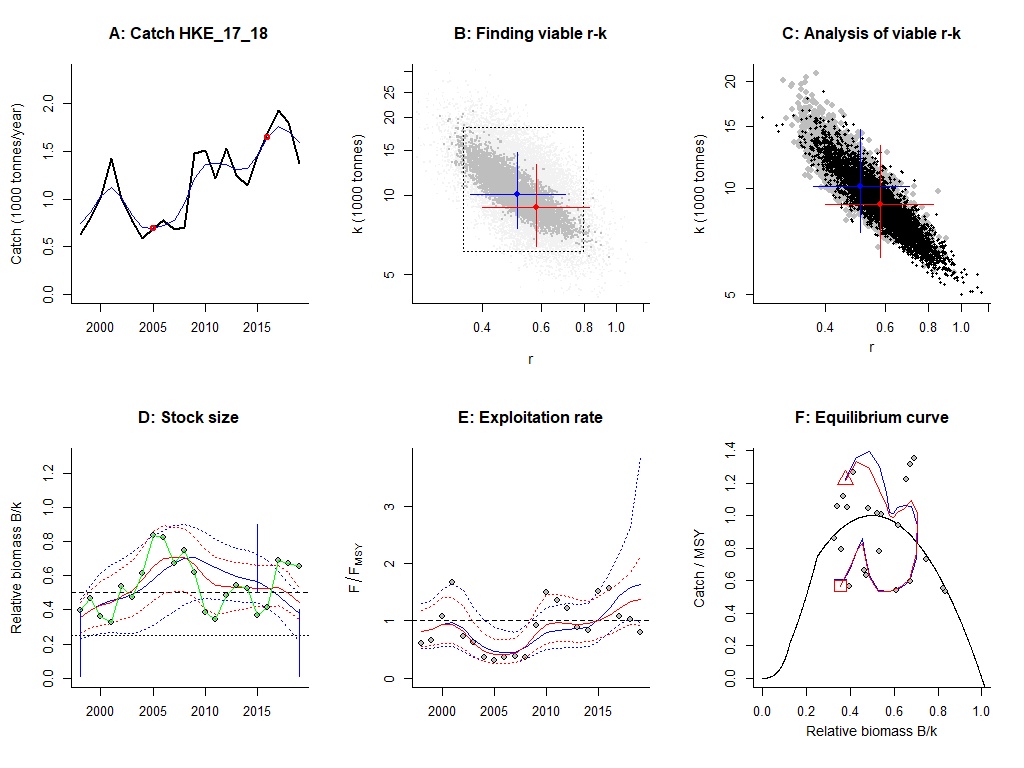 A: Catch HKE_17_18
Catch (1000 tonnes/year)
0.0 0.5 1.0 1.5 2.0
2000 2005 2010 2015
B: Finding viable r-k
k (1000 tonnes)
5 10 15 20 25
0.4 0.6 0.8 1.0
r
C: Analysis of viable r-k
k (1000 tonnes)
5 10 15 20
0.4 0.6 0.8 1.0
r
D: Stock size
Relative biomass B/k
0.0 0.2 0.4 0.6 0.8 1.0 1.2
2000 2005 2010 2015
E: Exploitation rate
F / FMSY
0 1 2 3
2000 2005 2010 2015
F: Equilibrium curve
Catch / MSY
0.0 0.2 0.4 0.6 0.8 1.0 1.2 1.4
0.0 0.2 0.4 0.6 0.8 1.0
Relative biomass B/k